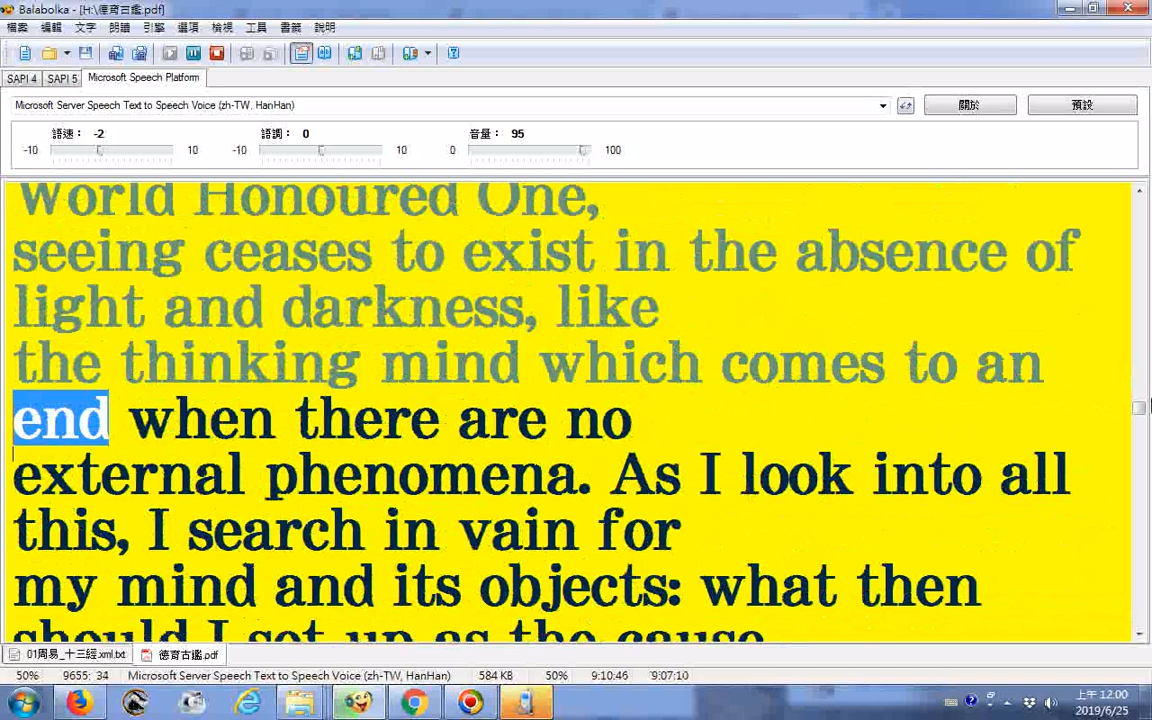 Balabolka - [H:\德育古鑑.pdf]
檔案 編輯 文字 朗讀 引擎 選項 檢視 工具 書籤 說明
SAPI 4 SAPI 5 Microsoft Speech Platform
Microsoft Server Speech Text to Speech Voice (zh-TW, HanHan) 關於 預設
語速： -2 語調： 0 音量： 95
-10 10 -10 10 0 100
World Honoured One,
seeing ceases to exist in the absence of
light and darkness, like
the thinking mind which comes to an
end when there are no
external phenomena. As I look into all
this, I search in vain for
my mind and its objects: what then
should I set up as the cause
01周易_十三經.xml.txt 德育古鑑.pdf
50% 9655: 34 Microsoft Server Speech Text to Speech Voice (zh-TW, HanHan) 584 KB 50% 9:10:46 9:07:10
上午 12:00
2019/6/25